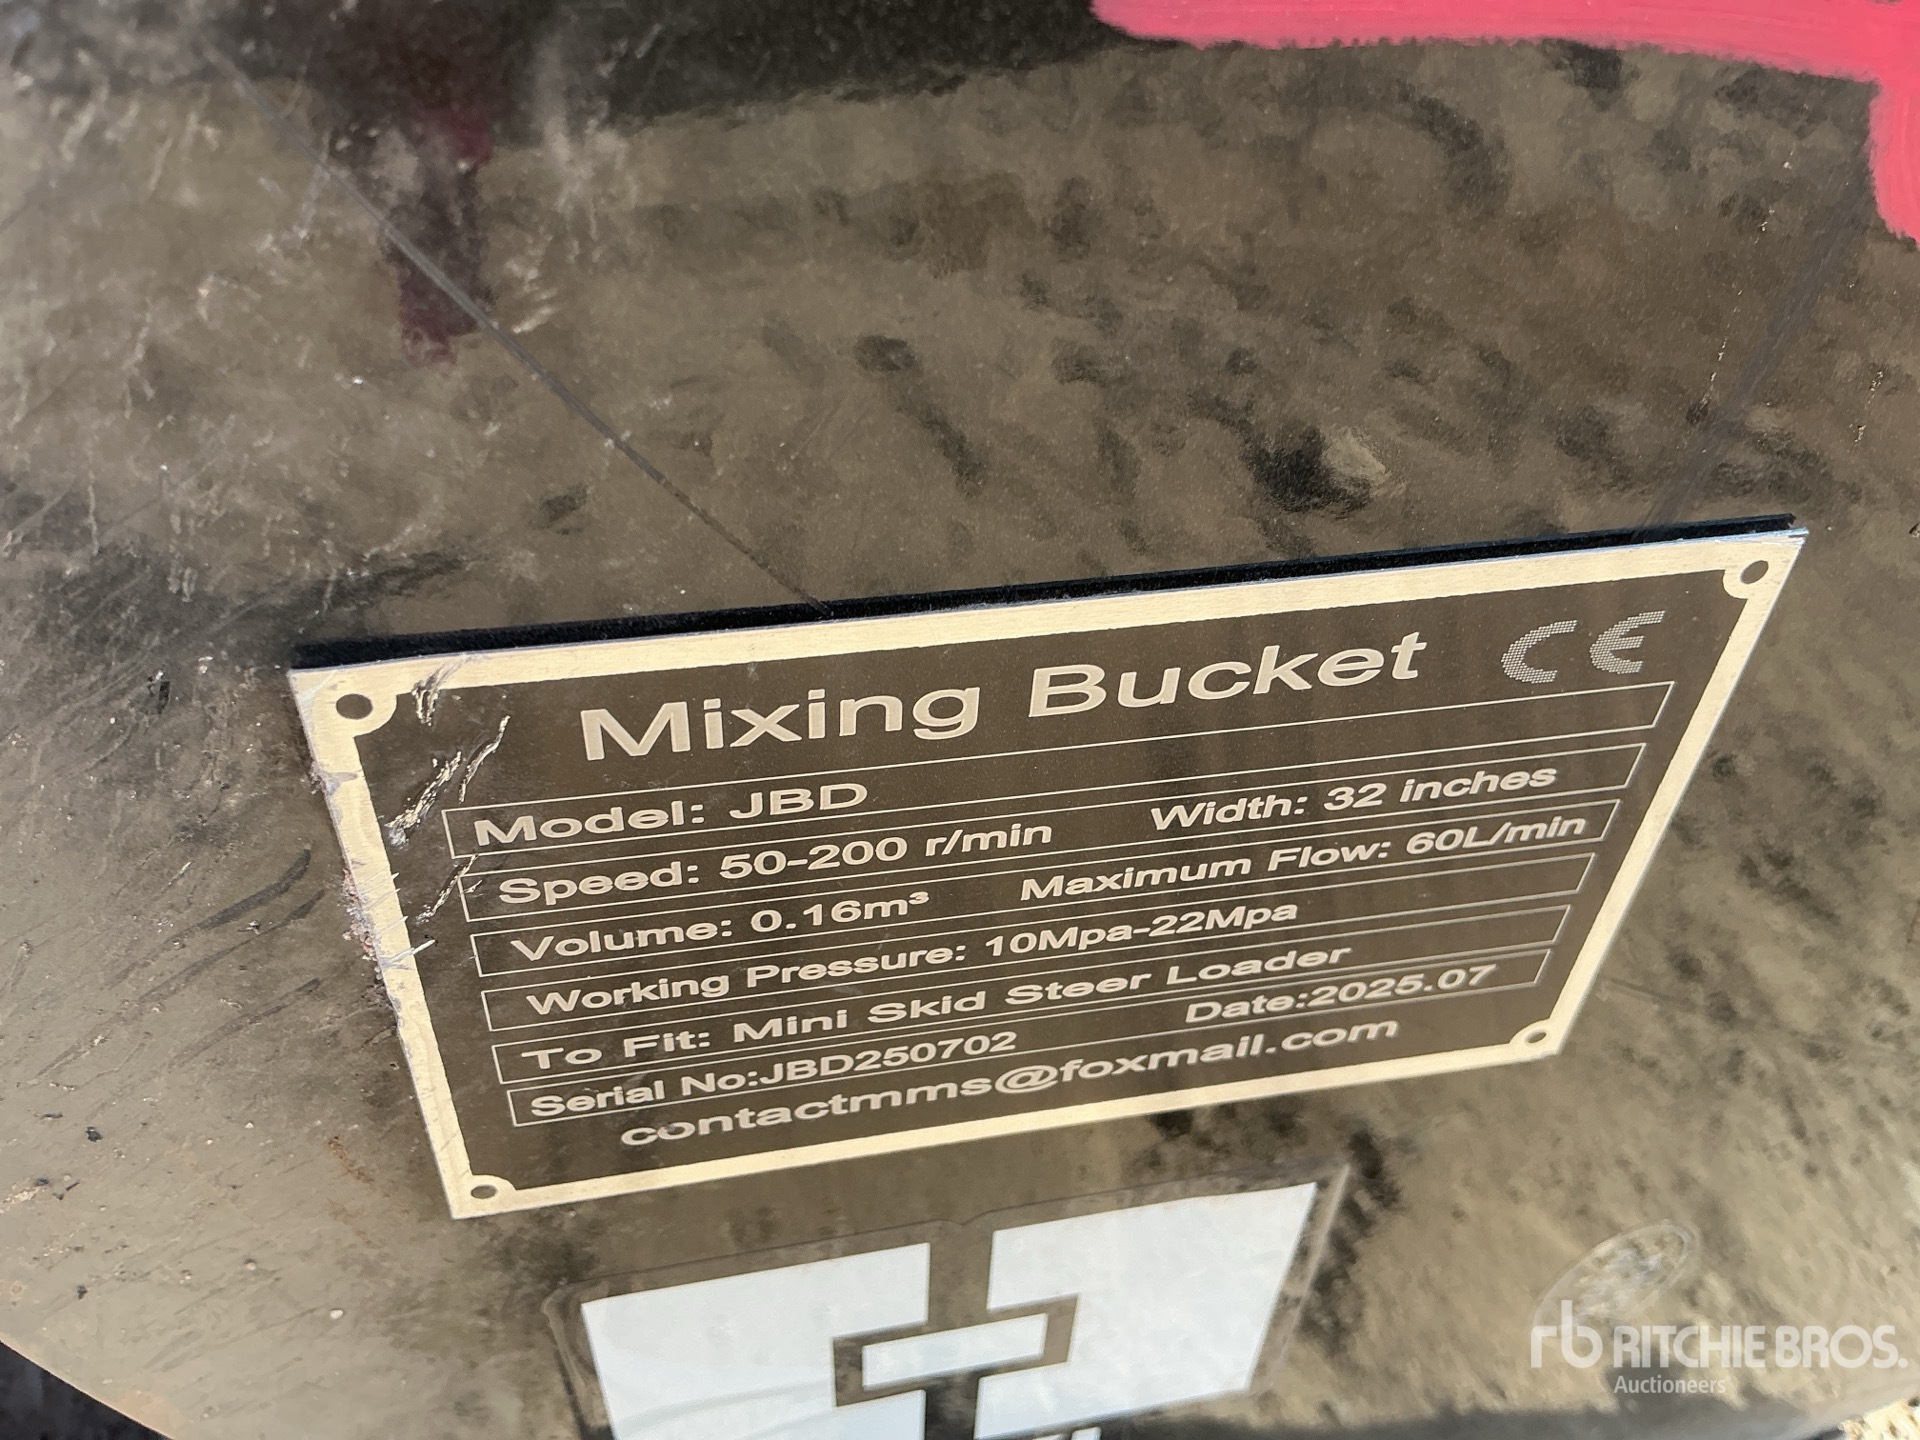 Mixing Bucket CE
Model: JBD
Speed: 50-200 r/min Width: 32 inches
Volume: 0.16m³ Maximum Flow: 60L/min
Working Pressure: 10Mpa-22Mpa
To Fit: Mini Skid Steer Loader
Serial No:JBD250702 Date:2025.07
contactmms@foxmail.com
rb RITCHIE BROS.
Auctioneers